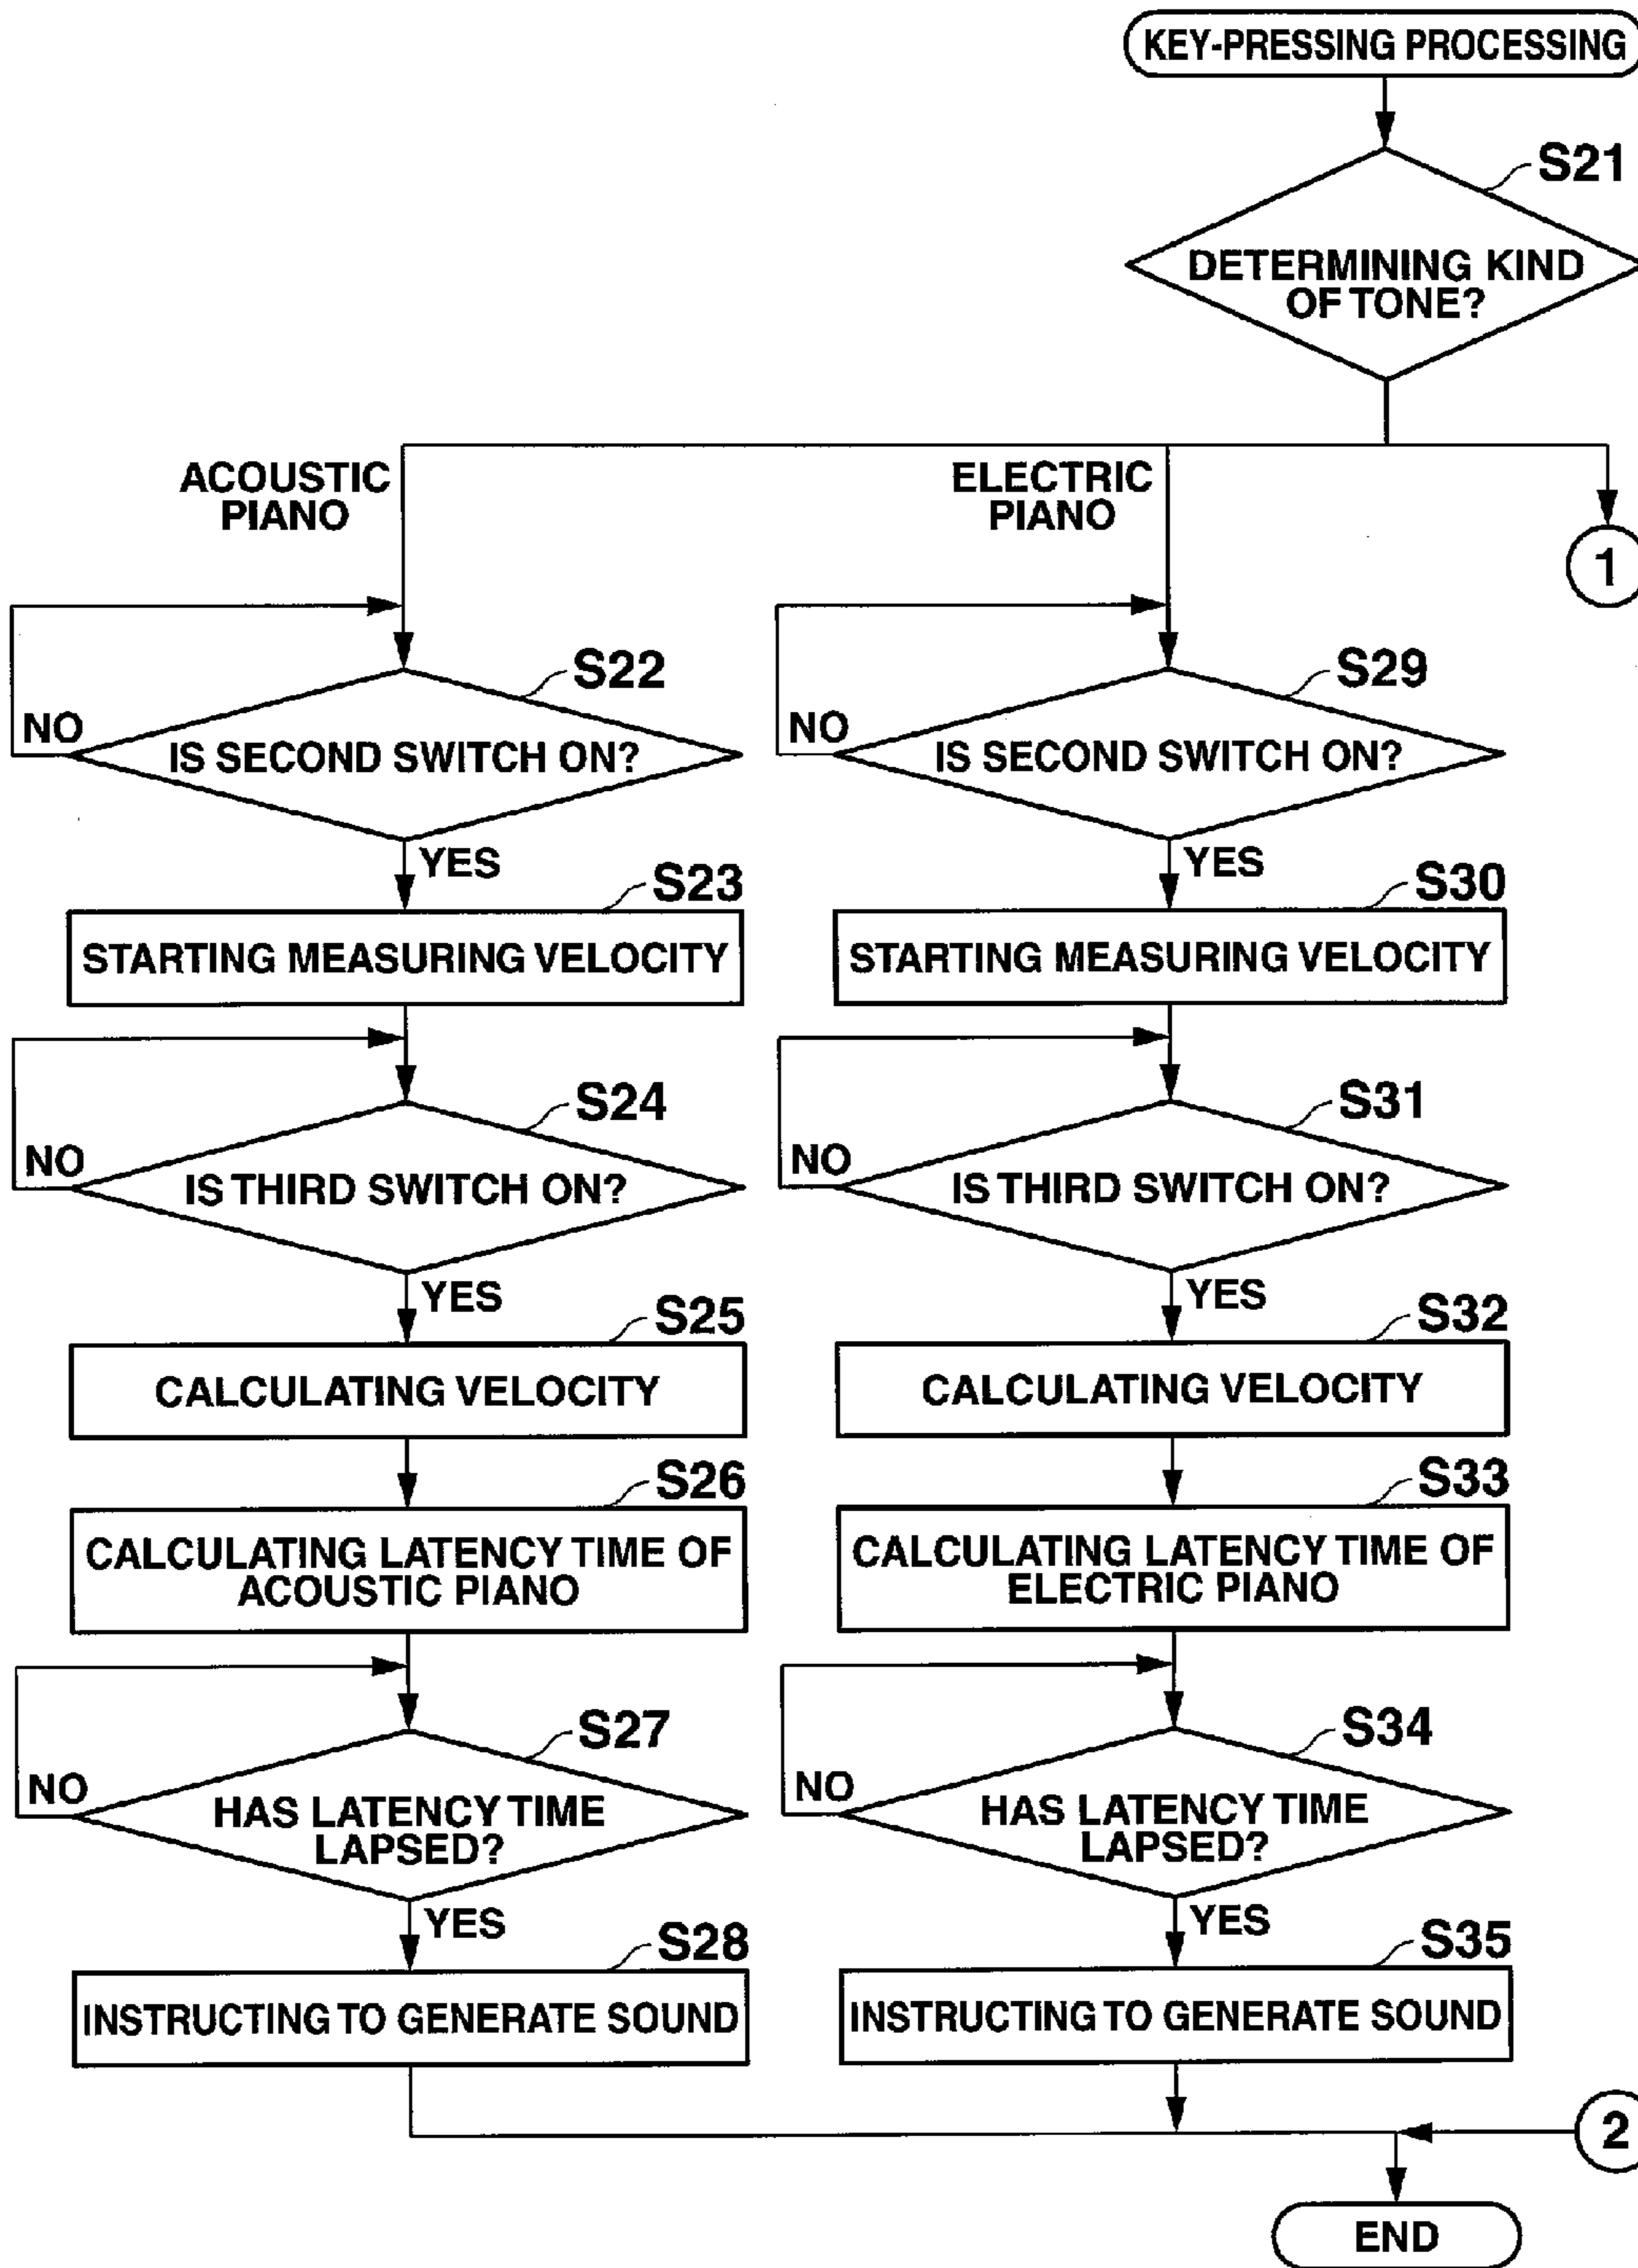 KEY-PRESSING PROCESSING
S21
DETERMINING KIND
OF TONE?
ACOUSTIC
PIANO
ELECTRIC
PIANO
1
S22
NO
IS SECOND SWITCH ON?
YES
S23
STARTING MEASURING VELOCITY
S24
NO
IS THIRD SWITCH ON?
YES
S25
CALCULATING VELOCITY
S26
CALCULATING LATENCY TIME OF
ACOUSTIC PIANO
S27
NO
HAS LATENCY TIME
LAPSED?
YES
S28
INSTRUCTING TO GENERATE SOUND
S29
NO
IS SECOND SWITCH ON?
YES
S30
STARTING MEASURING VELOCITY
S31
NO
IS THIRD SWITCH ON?
YES
S32
CALCULATING VELOCITY
S33
CALCULATING LATENCY TIME OF
ELECTRIC PIANO
S34
NO
HAS LATENCY TIME
LAPSED?
YES
S35
INSTRUCTING TO GENERATE SOUND
2
END